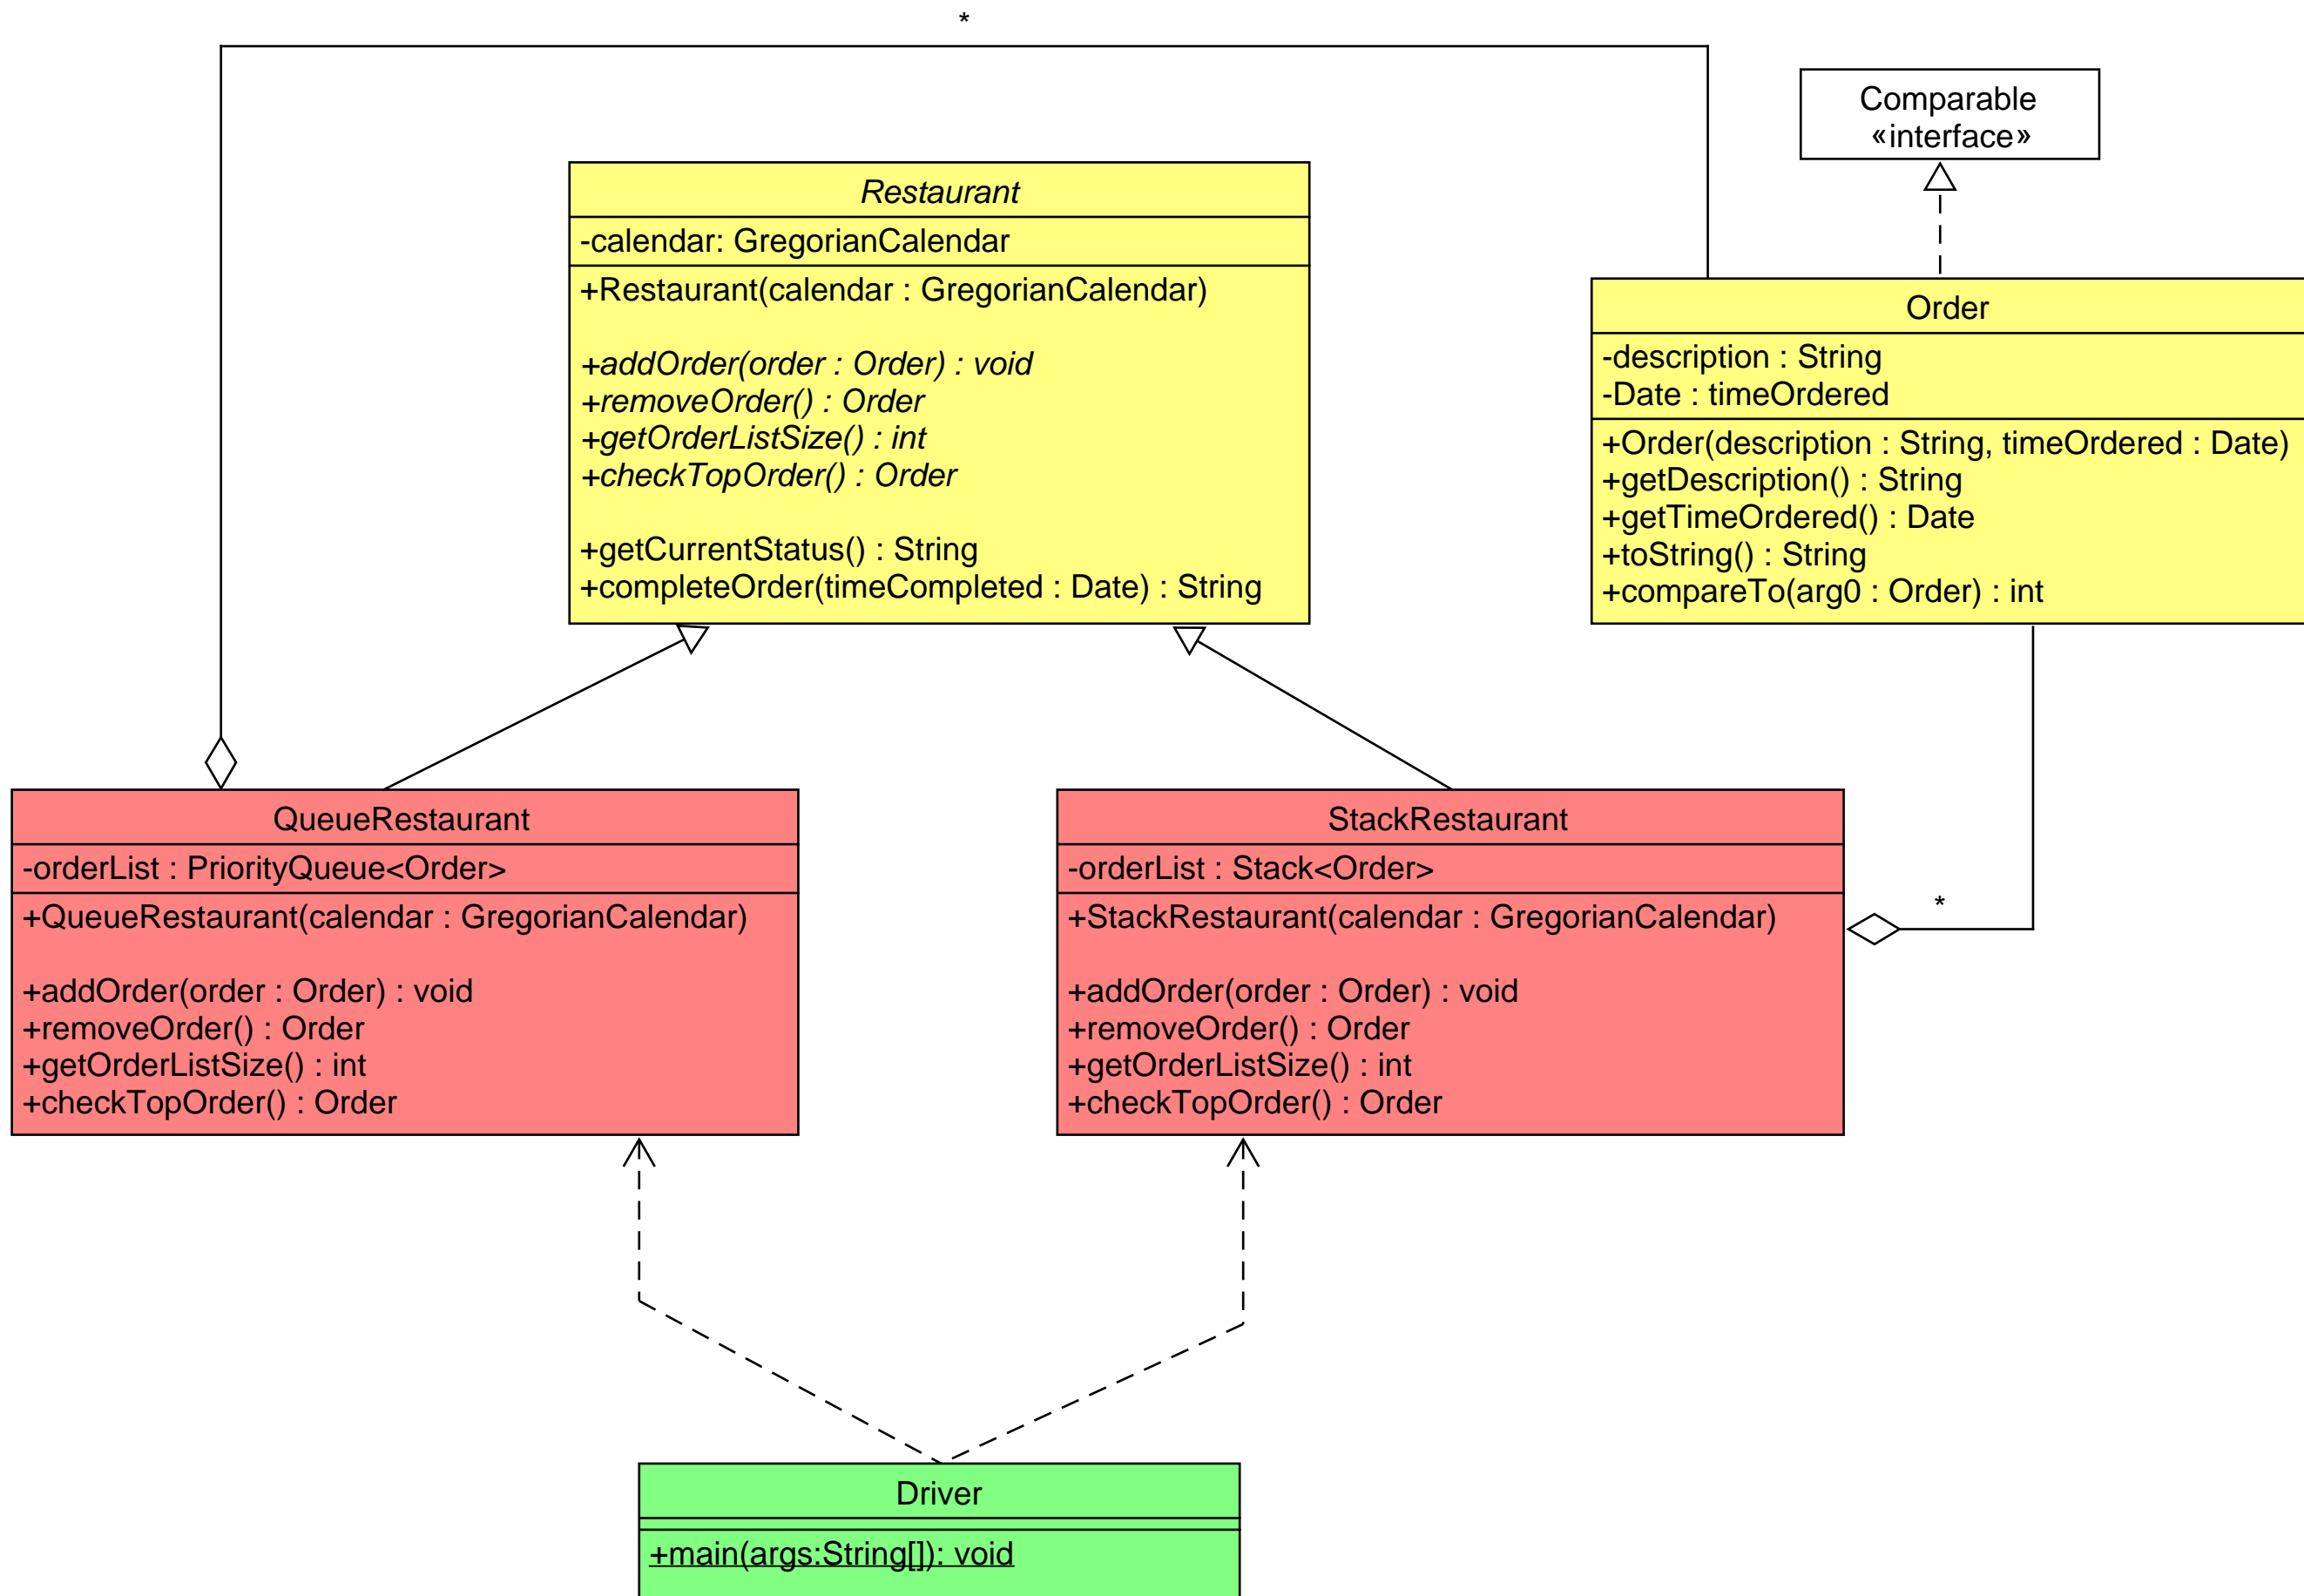 *
Comparable
«interface»
Restaurant
-calendar: GregorianCalendar
+Restaurant(calendar : GregorianCalendar)
+addOrder(order : Order) : void
+removeOrder() : Order
+getOrderListSize() : int
+checkTopOrder() : Order
+getCurrentStatus() : String
+completeOrder(timeCompleted : Date) : String
Order
-description : String
-Date : timeOrdered
+Order(description : String, timeOrdered : Date)
+getDescription() : String
+getTimeOrdered() : Date
+toString() : String
+compareTo(arg0 : Order) : int
QueueRestaurant
-orderList : PriorityQueue<Order>
+QueueRestaurant(calendar : GregorianCalendar)
+addOrder(order : Order) : void
+removeOrder() : Order
+getOrderListSize() : int
+checkTopOrder() : Order
StackRestaurant
-orderList : Stack<Order>
+StackRestaurant(calendar : GregorianCalendar)
+addOrder(order : Order) : void
+removeOrder() : Order
+getOrderListSize() : int
+checkTopOrder() : Order
*
Driver
+main(args:String[]): void